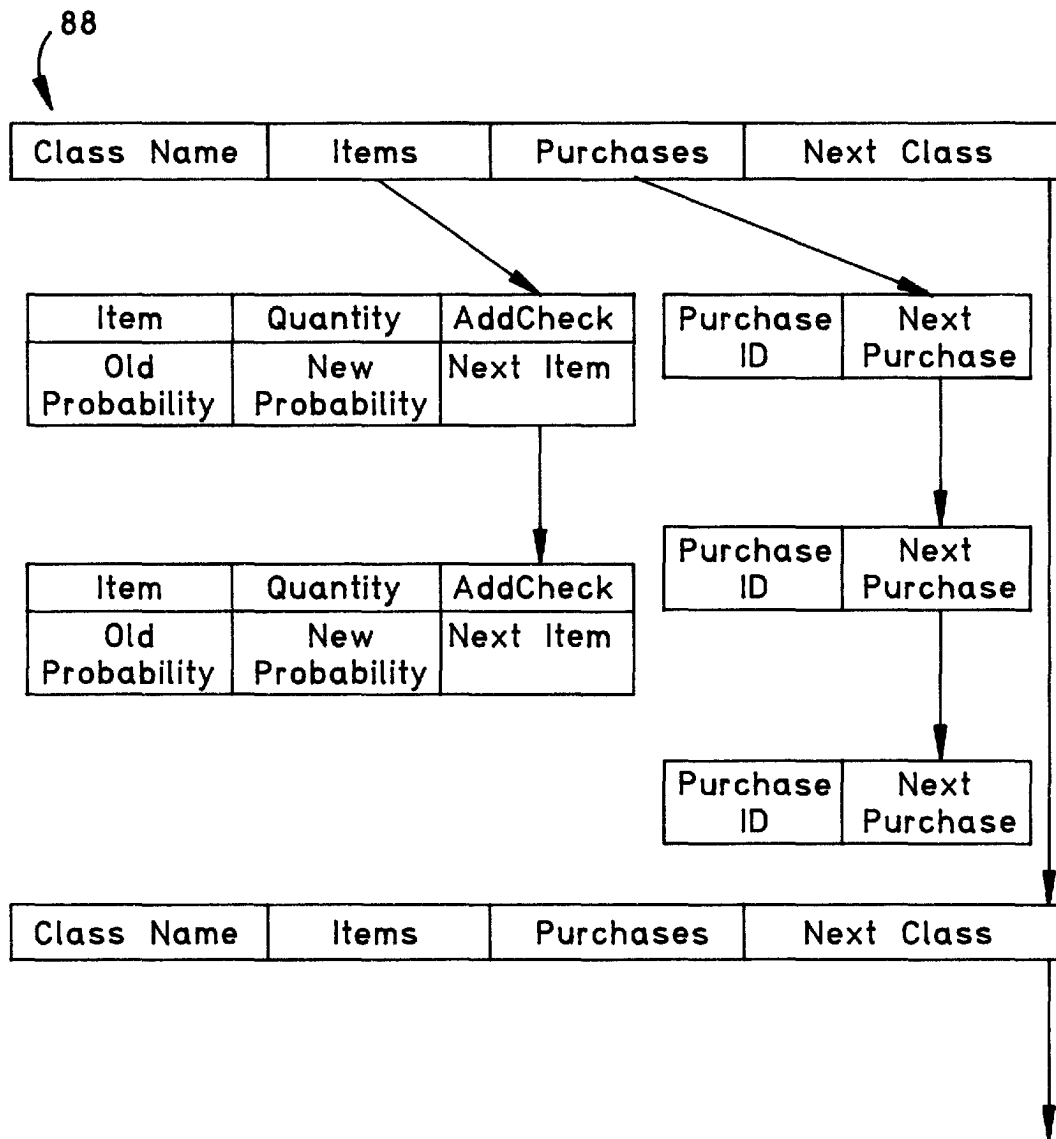 88
Class Name Items Purchases Next Class
Item Quantity AddCheck
Old Probability New Probability Next Item
Purchase ID Next Purchase
Item Quantity AddCheck
Old Probability New Probability Next Item
Purchase ID Next Purchase
Purchase ID Next Purchase
Class Name Items Purchases Next Class